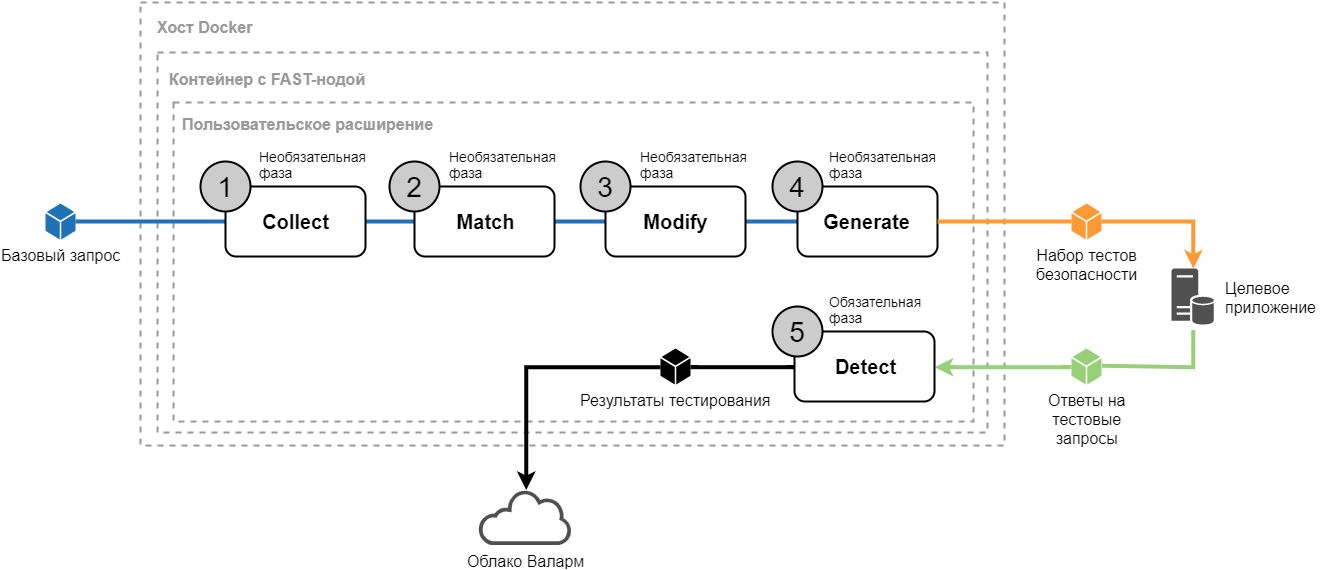 Хост Docker
Контейнер с FAST-нодой
Пользовательское расширение
1
Необязательная
фаза
Collect
2
Необязательная
фаза
Match
3
Необязательная
фаза
Modify
4
Необязательная
фаза
Generate
Базовый запрос
Набор тестов
безопасности
Целевое
приложение
5
Обязательная
фаза
Detect
Результаты тестирования
Ответы на
тестовые
запросы
Облако Валарм